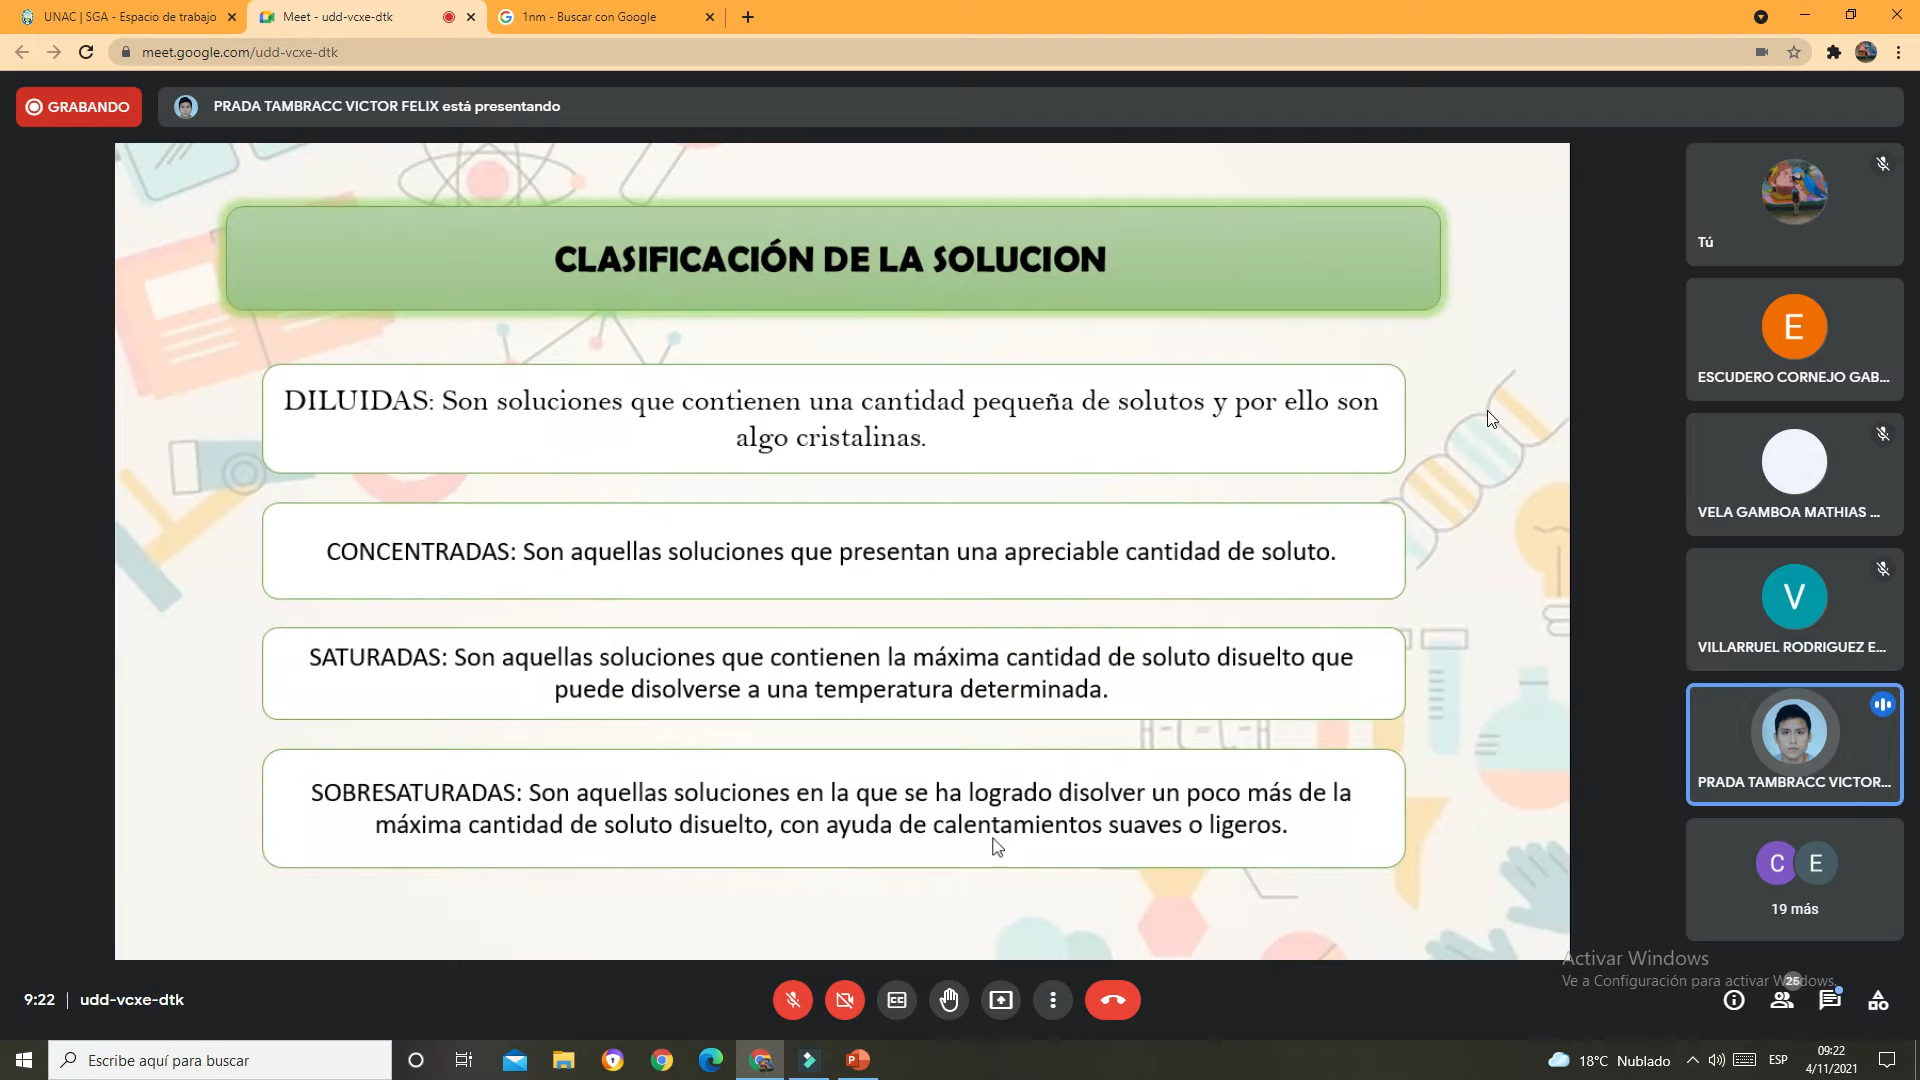 UNAC | SGA - Espacio de trabajo
Meet - udd-vcxe-dtk
1nm - Buscar con Google
meet.google.com/udd-vcxe-dtk
GRABANDO
PRADA TAMBRACC VICTOR FELIX está presentando
CLASIFICACIÓN DE LA SOLUCION
DILUIDAS: Son soluciones que contienen una cantidad pequeña de solutos y por ello son
algo cristalinas.
CONCENTRADAS: Son aquellas soluciones que presentan una apreciable cantidad de soluto.
SATURADAS: Son aquellas soluciones que contienen la máxima cantidad de soluto disuelto que
puede disolverse a una temperatura determinada.
SOBRESATURADAS: Son aquellas soluciones en la que se ha logrado disolver un poco más de la
máxima cantidad de soluto disuelto, con ayuda de calentamientos suaves o ligeros.
Tú
E
ESCUDERO CORNEJO GAB...
VELA GAMBOA MATHIAS ...
V
VILLARRUEL RODRIGUEZ E...
PRADA TAMBRACC VICTOR...
C E
19 más
Activar Windows
Ve a Configuración para activar Windows.
25
9:22 | udd-vcxe-dtk
Escribe aquí para buscar
18°C Nublado
ESP
09:22
4/11/2021